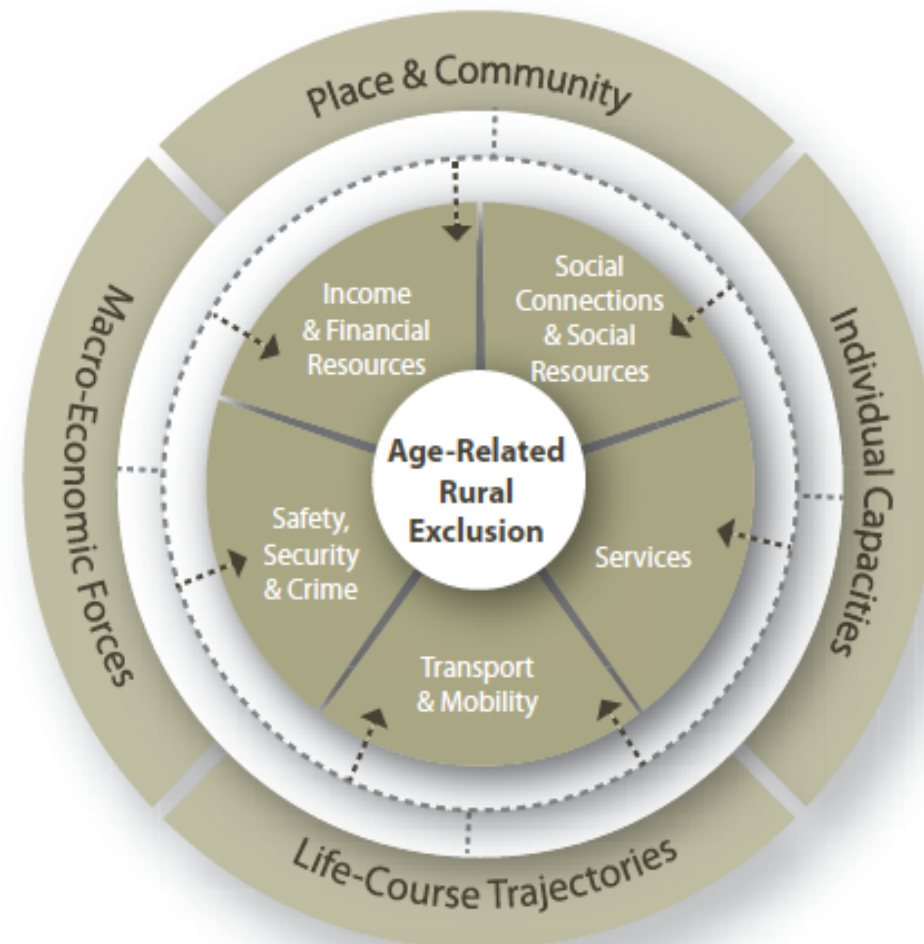 Place & Community
Macro-Economic Forces
Individual Capacities
Income
& Financial
Resources
Social
Connections
& Social
Resources
Age-Related
Rural
Exclusion
Safety,
Security
& Crime
Services
Transport
& Mobility
Life-Course Trajectories